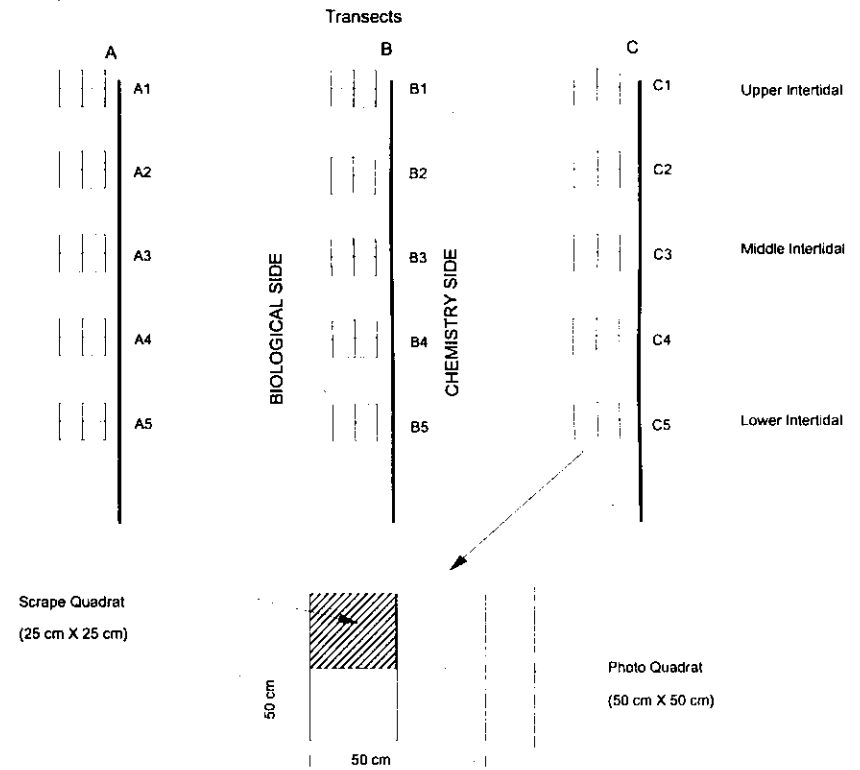 Transects
A B C
A1 B1 C1 Upper Intertidal
A2 B2 C2
A3 B3 C3 Middle Intertidal
BIOLOGICAL SIDE
CHEMISTRY SIDE
A4 B4 C4
A5 B5 C5 Lower Intertidal
Scrape Quadrat
(25 cm X 25 cm)
50 cm
50 cm
Photo Quadrat
(50 cm X 50 cm)